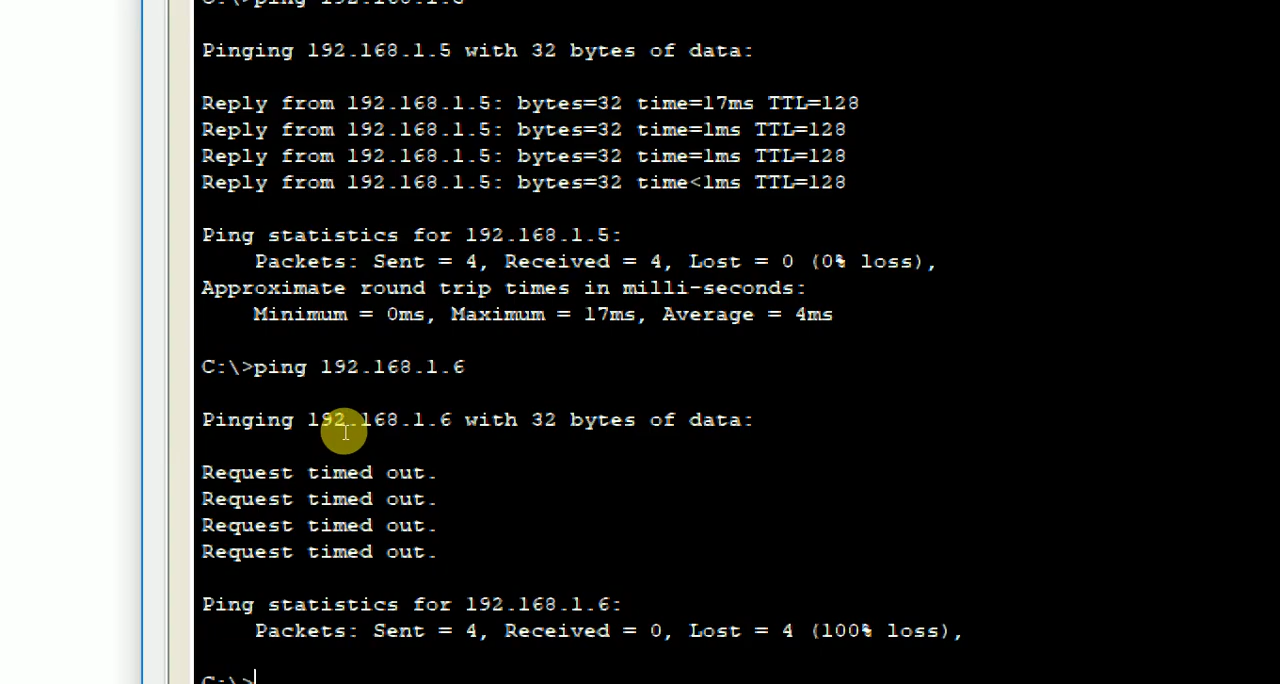 Pinging 192.168.1.5 with 32 bytes of data:
Reply from 192.168.1.5: bytes=32 time=17ms TTL=128
Reply from 192.168.1.5: bytes=32 time=1ms TTL=128
Reply from 192.168.1.5: bytes=32 time=1ms TTL=128
Reply from 192.168.1.5: bytes=32 time<1ms TTL=128
Ping statistics for 192.168.1.5:
Packets: Sent = 4, Received = 4, Lost = 0 (0% loss),
Approximate round trip times in milli-seconds:
Minimum = 0ms, Maximum = 17ms, Average = 4ms
C:\>ping 192.168.1.6
Pinging 192.168.1.6 with 32 bytes of data:
Request timed out.
Request timed out.
Request timed out.
Request timed out.
Ping statistics for 192.168.1.6:
Packets: Sent = 4, Received = 0, Lost = 4 (100% loss),
C:\>